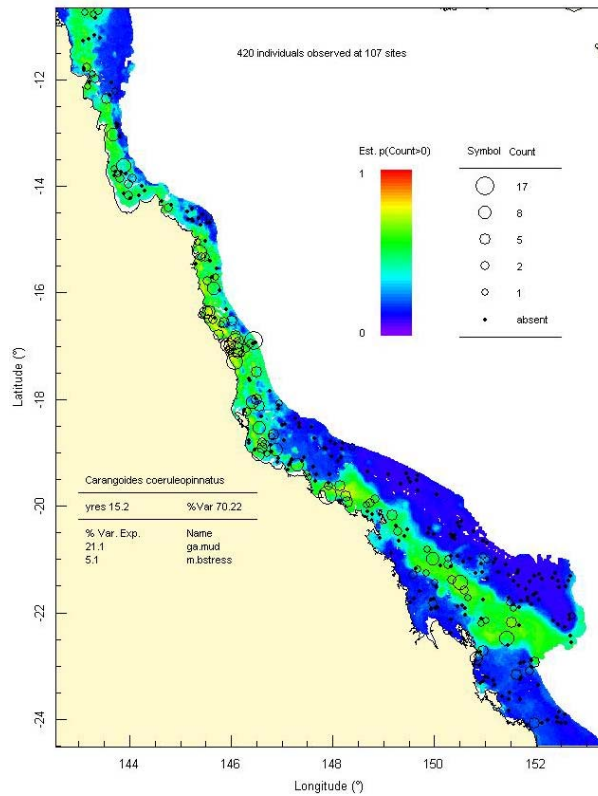 420 individuals observed at 107 sites
Est. p(Count>0)
1
0
Symbol Count
17
8
5
2
1
absent
Latitude (°)
-12
-14
-16
-18
-20
-22
-24
Carangoides coeruleopinnatus
yres 15.2 %Var 70.22
% Var. Exp. Name
21.1 ga.mud
5.1 m.bstress
144 146 148 150 152
Longitude (°)